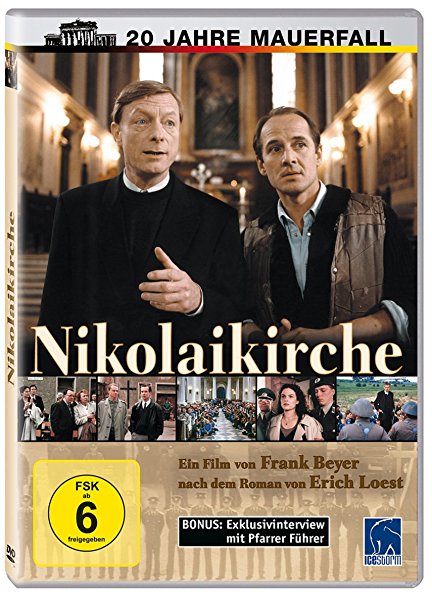 20 JAHRE MAUERFALL
Nikolaikirche
Nikolaikirche
Ein Film von Frank Beyer
nach dem Roman von Erich Loest
FSK
ab
6
freigegeben
BONUS: Exklusivinterview
mit Pfarrer Führer
icestorm
DVD